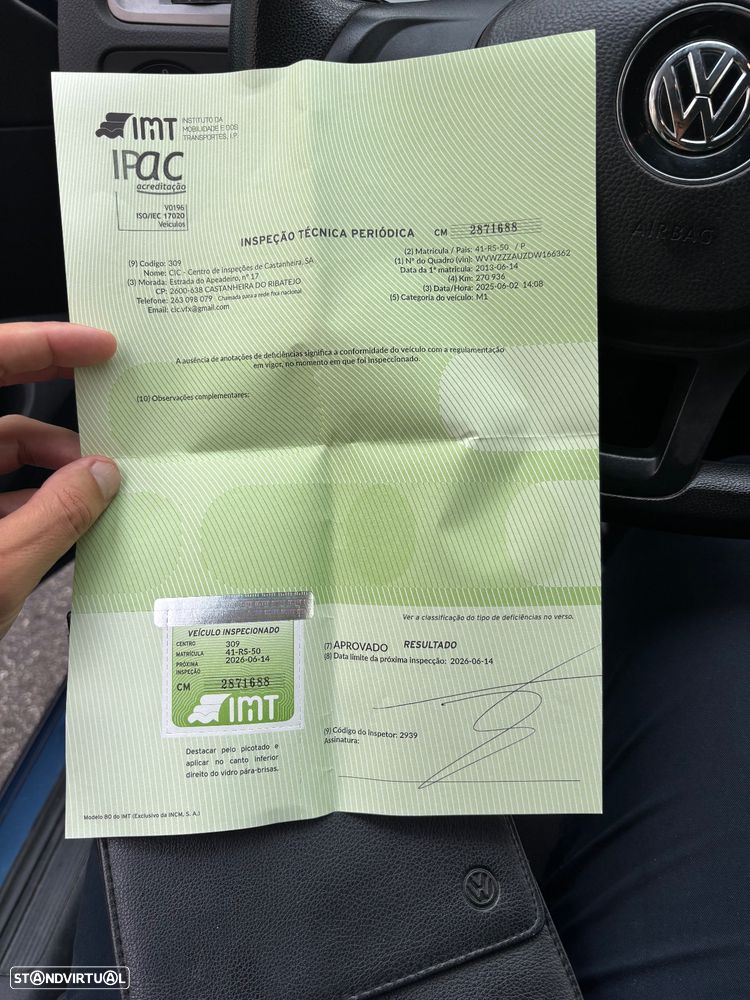 IMT INSTITUTO DA
MOBILIDADE E DOS
TRANSPORTES, I.P.
IPac
acreditação
V0196
ISO/IEC 17020
Veículos
INSPEÇÃO TÉCNICA PERIÓDICA CM 2871688
(9) Codigo: 309
Nome: CIC - Centro de inspeções de Castanheira, SA
(3) Morada: Estrada do Apeadeiro, nº 17
CP: 2600-638 CASTANHEIRA DO RIBATEJO
Telefone: 263 098 079 Chamada para a rede fixa nacional
Email: cic.vfx@gmail.com
(2) Matrícula / País: 41-RS-50 / P
(1) Nº do Quadro (vin): WVWZZZAUZDW166362
Data da 1ª matricula: 2013-06-14
(4) Km: 270 936
(3) Data/Hora: 2025-06-02 14:08
(5) Categoria do veículo: M1
A ausência de anotações de deficiências significa a conformidade do veículo com a regulamentação
em vigor, no momento em que foi inspeccionado.
(10) Observações complementares:
Ver a classificação do tipo de deficiências no verso.
VEÍCULO INSPECIONADO
CENTRO 309
MATRÍCULA 41-RS-50
PRÓXIMA
INSPEÇÃO 2026-06-14
CM 2871688
IMT
(7) APROVADO RESULTADO
(8) Data limite da próxima inspecção: 2026-06-14
(9) Código do inspetor: 2939
Assinatura:
Destacar pelo picotado e
aplicar no canto inferior
direito do vidro pára-brisas.
Modelo 80 do IMT (Exclusivo da INCM, S. A.)
AIRBAG
STANDVIRTUAL